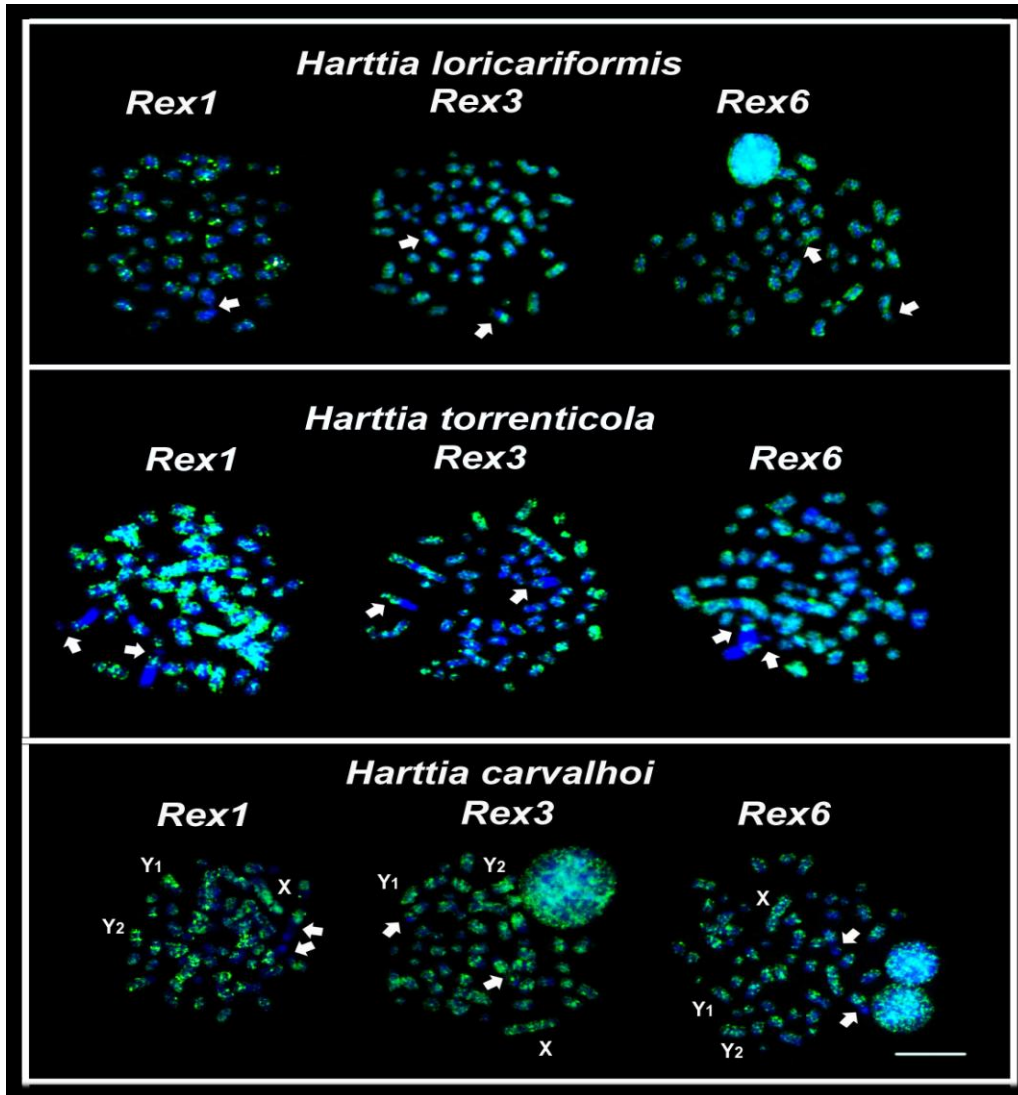 Harttia loricariformis
Rex1 Rex3 Rex6
Harttia torrenticola
Rex1 Rex3 Rex6
Harttia carvalhoi
Rex1 Rex3 Rex6
Y1 X Y2
Y1 Y2 X
X Y1 Y2